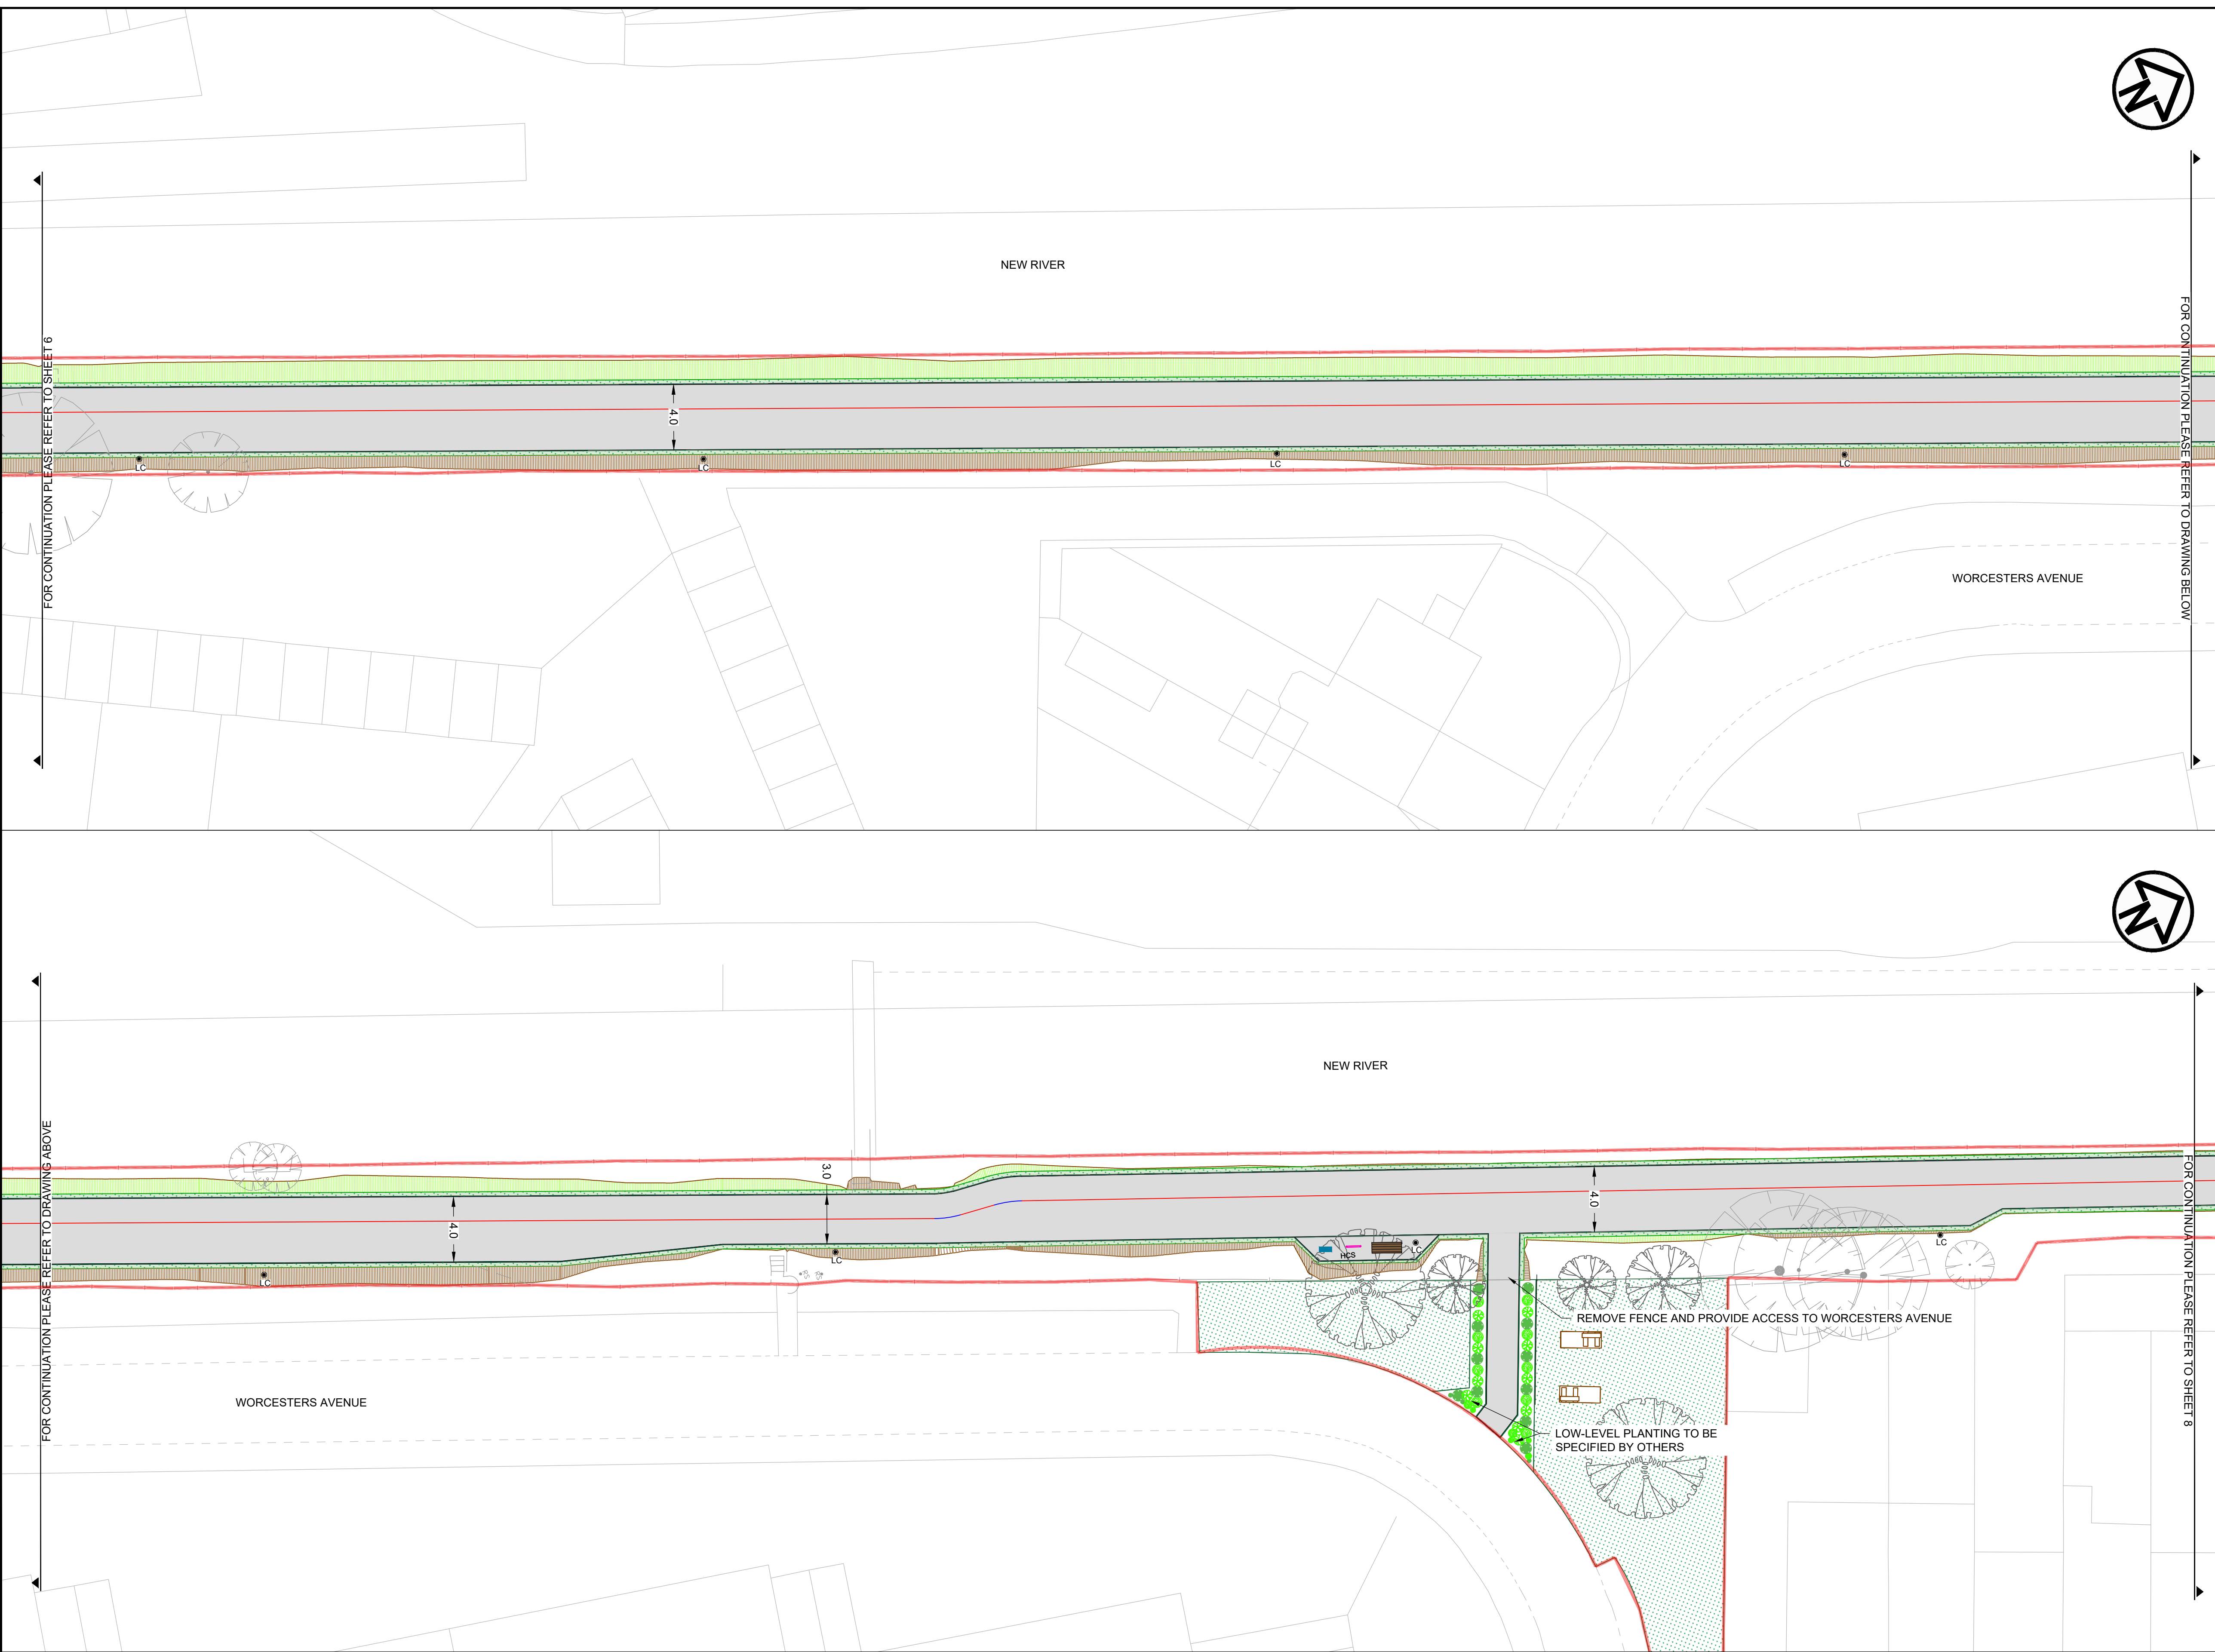 N
NEW RIVER
FOR CONTINUATION PLEASE REFER TO SHEET 6
4.0
LC
LC
LC
LC
FOR CONTINUATION PLEASE REFER TO DRAWING BELOW
WORCESTERS AVENUE
N
NEW RIVER
FOR CONTINUATION PLEASE REFER TO DRAWING ABOVE
4.0
3.0
4.0
LC
LC
HCS
LC
LC
FOR CONTINUATION PLEASE REFER TO SHEET 8
REMOVE FENCE AND PROVIDE ACCESS TO WORCESTERS AVENUE
WORCESTERS AVENUE
LOW-LEVEL PLANTING TO BE
SPECIFIED BY OTHERS